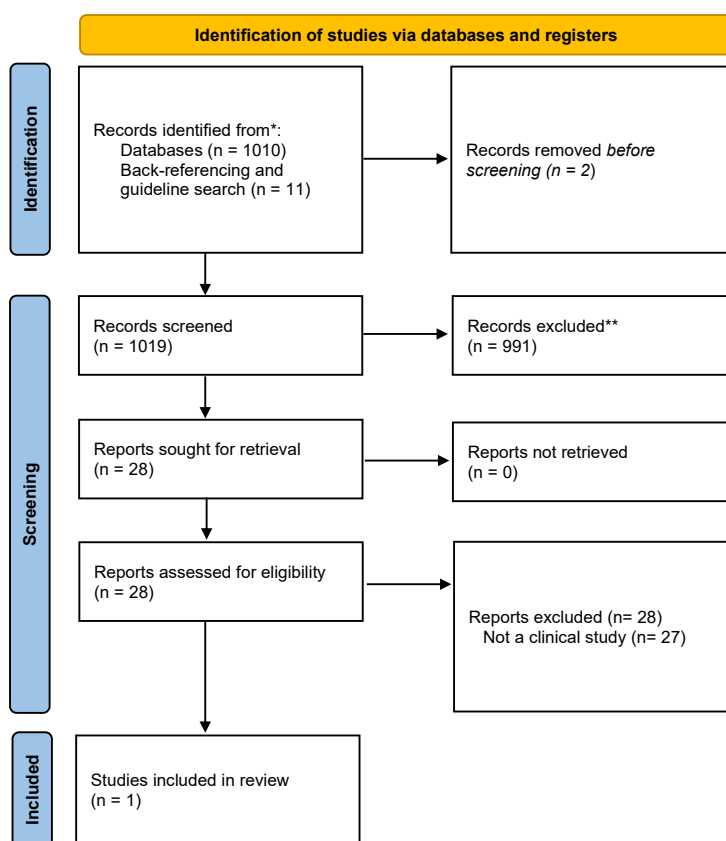 Identification of studies via databases and registers
Identification
Records identified from*:
Databases (n = 1010)
Back-referencing and
guideline search (n = 11)
Records removed before
screening (n = 2)
Screening
Records screened
(n = 1019)
Records excluded**
(n = 991)
Reports sought for retrieval
(n = 28)
Reports not retrieved
(n = 0)
Reports assessed for eligibility
(n = 28)
Reports excluded (n= 28)
Not a clinical study (n= 27)
Included
Studies included in review
(n = 1)